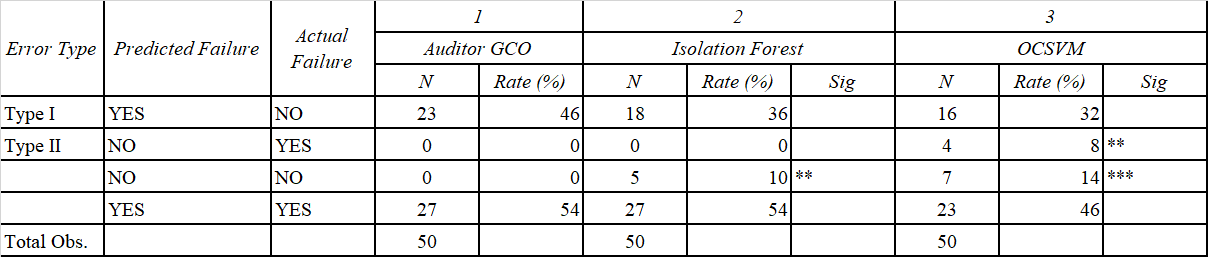 1 2 3
Error Type Predicted Failure Actual Failure Auditor GCO Isolation Forest OCSVM
N Rate (%) N Rate (%) Sig N Rate (%) Sig
Type I YES NO 23 46 18 36 16 32
Type II NO YES 0 0 0 0 4 8 **
NO NO 0 0 5 10 ** 7 14 ***
YES YES 27 54 27 54 23 46
Total Obs. 50 50 50